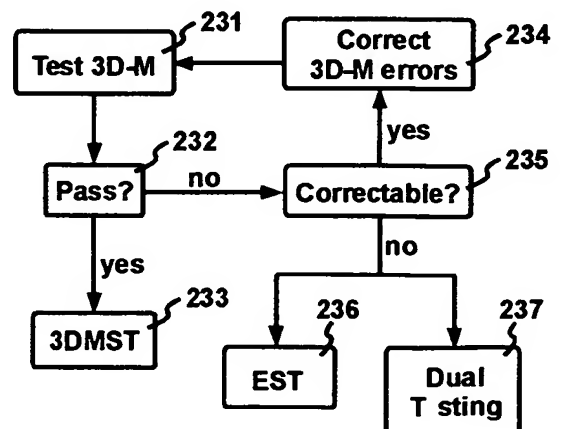 231
Test 3D-M
Correct
3D-M errors
234
232
yes
235
Pass?
no
Correctable?
yes
no
233
3DMST
236
237
EST
Dual
T sting